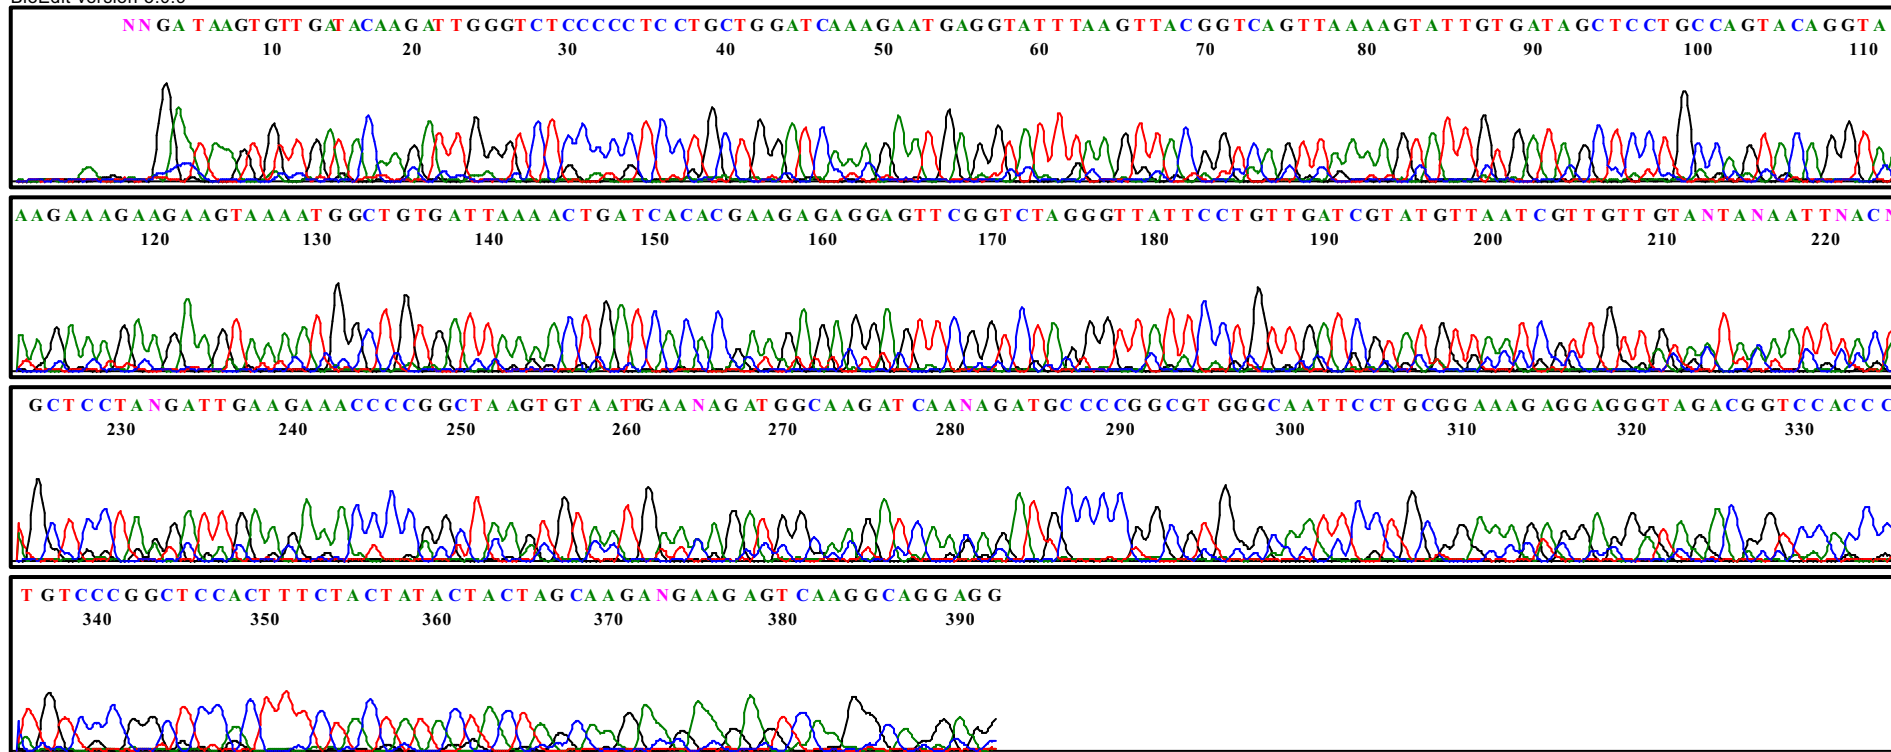 NNGATAAGTGTTGATACAAGATTGGGTCTCCCCCTCCTGCTGGATCAAAGAATGAGGTATTTAAGTTACGGTCAGTTAAAAGTATTGTGATAGCTCCTGCCAGTACAGGTA
10 20 30 40 50 60 70 80 90 100 110
AAGAAAGAAGAAGTAAAATGGCTGTGATTAAAACTGATCACACGAAGAGAGGAGTTCGGTCTAGGGTTATTCCTGTTGATCGTATGTTAATCGTTGTTGTANTANAATTNACN
120 130 140 150 160 170 180 190 200 210 220
GCTCCTANGATTGAAGAAACCCCGGCTAAGTGTAATTGAANAGATGGCAAGATCAANAGATGCCCCGGCGTGGGCAATTCCTGCGGAAAGAGGAGGGTAGACGGTCCACCC
230 240 250 260 270 280 290 300 310 320 330
TGTCCCGGCTCCACTTTCTACTATACTACTAGCAAGANGAAGAGTCAAGGCAGGAGG
340 350 360 370 380 390